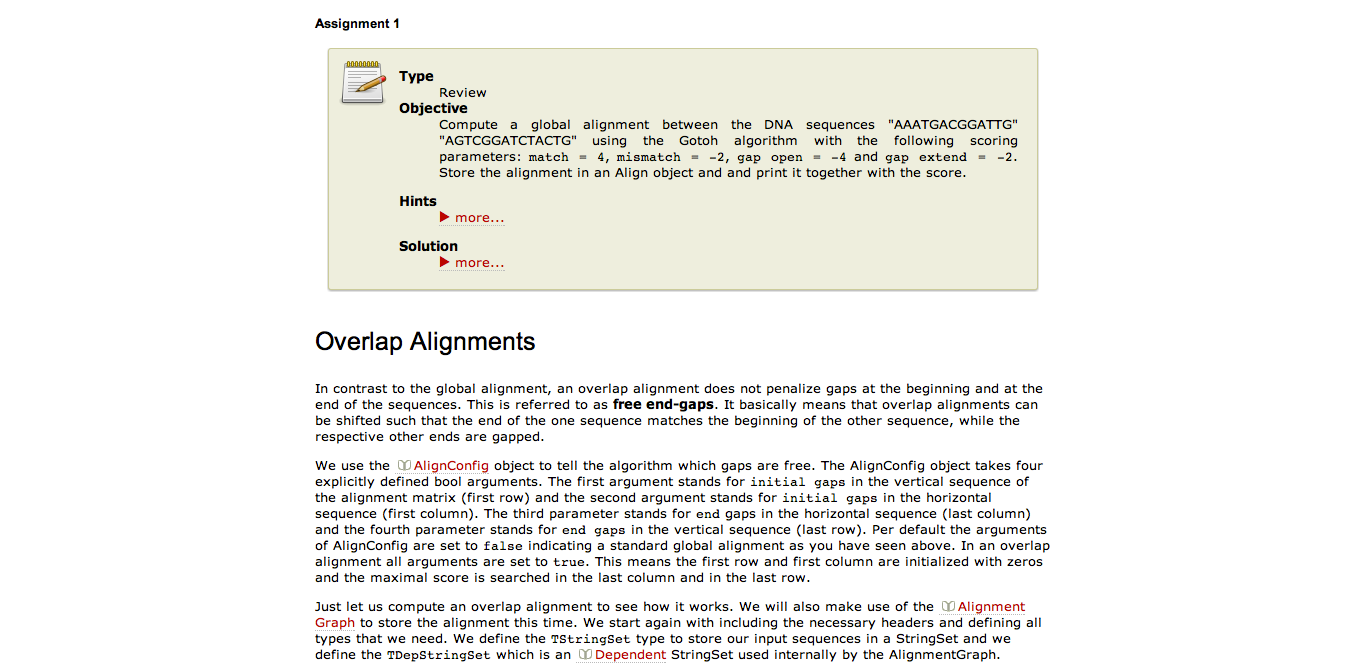 Assignment 1
Type
Review
Objective
Compute a global alignment between the DNA sequences "AAATGACGGATTG"
"AGTCGGATCTACTG" using the Gotoh algorithm with the following scoring
parameters: match = 4, mismatch = -2, gap open = -4 and gap extend = -2.
Store the alignment in an Align object and and print it together with the score.
Hints
more...
Solution
more...
Overlap Alignments
In contrast to the global alignment, an overlap alignment does not penalize gaps at the beginning and at the
end of the sequences. This is referred to as free end-gaps. It basically means that overlap alignments can
be shifted such that the end of the one sequence matches the beginning of the other sequence, while the
respective other ends are gapped.
We use the AlignConfig object to tell the algorithm which gaps are free. The AlignConfig object takes four
explicitly defined bool arguments. The first argument stands for initial gaps in the vertical sequence of
the alignment matrix (first row) and the second argument stands for initial gaps in the horizontal
sequence (first column). The third parameter stands for end gaps in the horizontal sequence (last column)
and the fourth parameter stands for end gaps in the vertical sequence (last row). Per default the arguments
of AlignConfig are set to false indicating a standard global alignment as you have seen above. In an overlap
alignment all arguments are set to true. This means the first row and first column are initialized with zeros
and the maximal score is searched in the last column and in the last row.
Just let us compute an overlap alignment to see how it works. We will also make use of the Alignment
Graph to store the alignment this time. We start again with including the necessary headers and defining all
types that we need. We define the TStringSet type to store our input sequences in a StringSet and we
define the TDepStringSet which is an Dependent StringSet used internally by the AlignmentGraph.